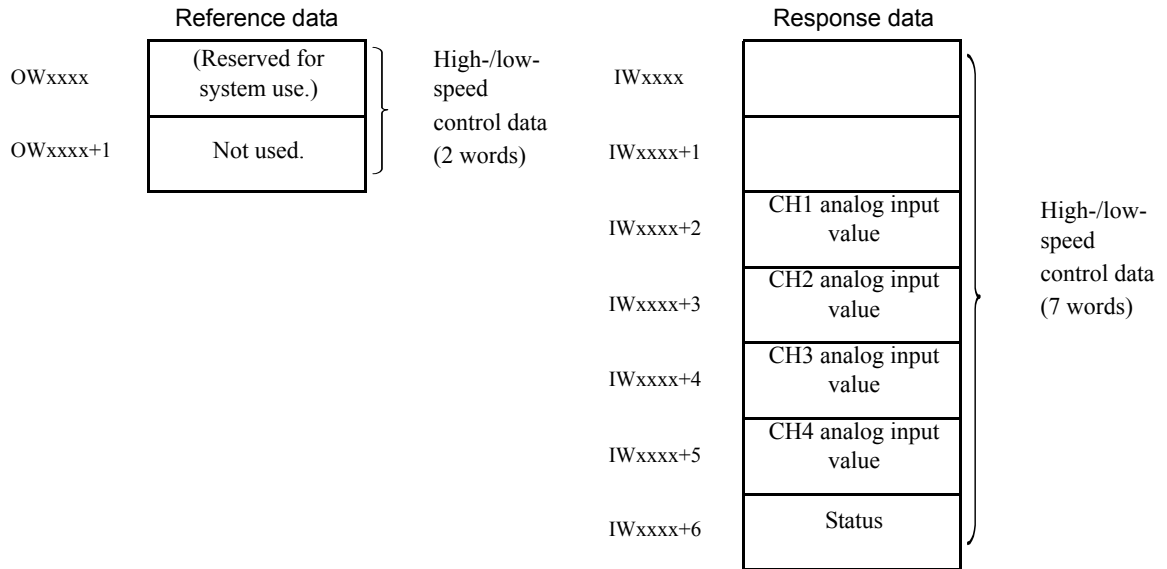 Reference data
OWxxxx
(Reserved for
system use.)
OWxxxx+1
Not used.
High-/low-
speed
control data
(2 words)
Response data
IWxxxx
IWxxxx+1
IWxxxx+2
CH1 analog input
value
IWxxxx+3
CH2 analog input
value
IWxxxx+4
CH3 analog input
value
IWxxxx+5
CH4 analog input
value
IWxxxx+6
Status
High-/low-
speed
control data
(7 words)